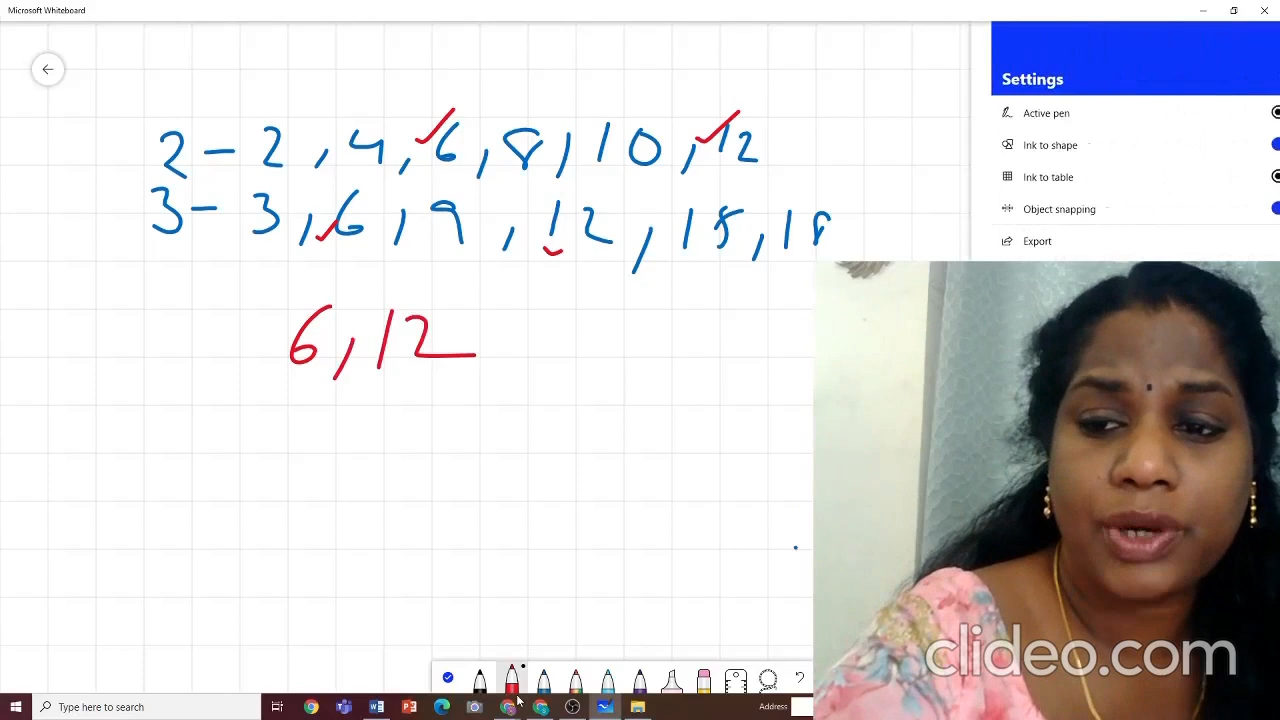 Microsoft Whiteboard
Settings
Active pen
Ink to shape
Ink to table
Object snapping
Export
2 - 2, 4, 6, 8, 10, 12
3 - 3, 6, 9, 12, 15, 18
6, 12
clideo.com
Type here to search
Address